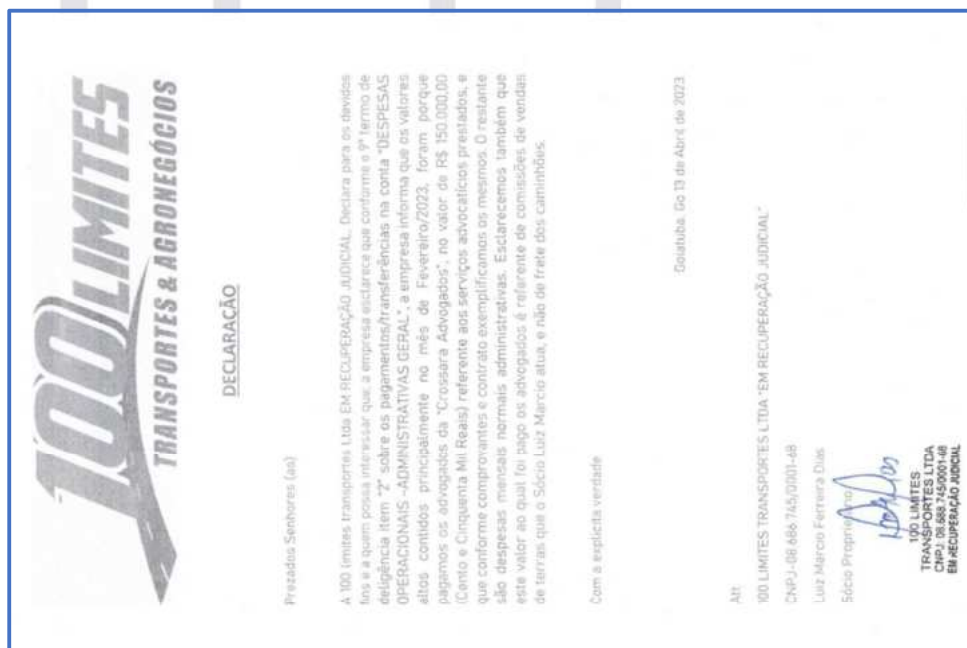 100 LIMITES
TRANSPORTES & AGRONEGÓCIOS
DECLARAÇÃO
Prezados Senhores (as)
A 100 limites transportes Ltda EM RECUPERAÇÃO JUDICIAL, Declara para os devidos
fins e a quem possa interessar que, a empresa esclarece que conforme o 9º termo de
deligência item "2" sobre os pagamentos/transferências na conta "DESPESAS
OPERACIONAIS -ADMINISTRATIVAS GERAL", a empresa informa que os valores
altos contidos principalmente no mês de Fevereiro/2023, foram porque
pagamos os advogados da "Crossara Advogados", no valor de R$ 150.000,00
(Cento e Cinquenta Mil Reais) referente aos serviços advocatícios prestados, e
que conforme comprovantes e contrato exemplificamos os mesmos. O restante
são despesas mensais normais administrativas. Esclarecemos também que
este valor ao qual foi pago os advogados é referente de comissões de vendas
de terras que o Sócio Luiz Marcio atua, e não de frete dos caminhões.
Com a explicita verdade
Goiatuba, Go 13 de Abril de 2023
Att
100 LIMITES TRANSPORTES LTDA "EM RECUPERAÇÃO JUDICIAL"
CNPJ-08.686.745/0001-68
Luiz Marcio Ferreira Dias
Sócio Proprietário
100 LIMITES
TRANSPORTES LTDA
CNPJ: 08.688.745/0001-68
EM RECUPERAÇÃO JUDICIAL